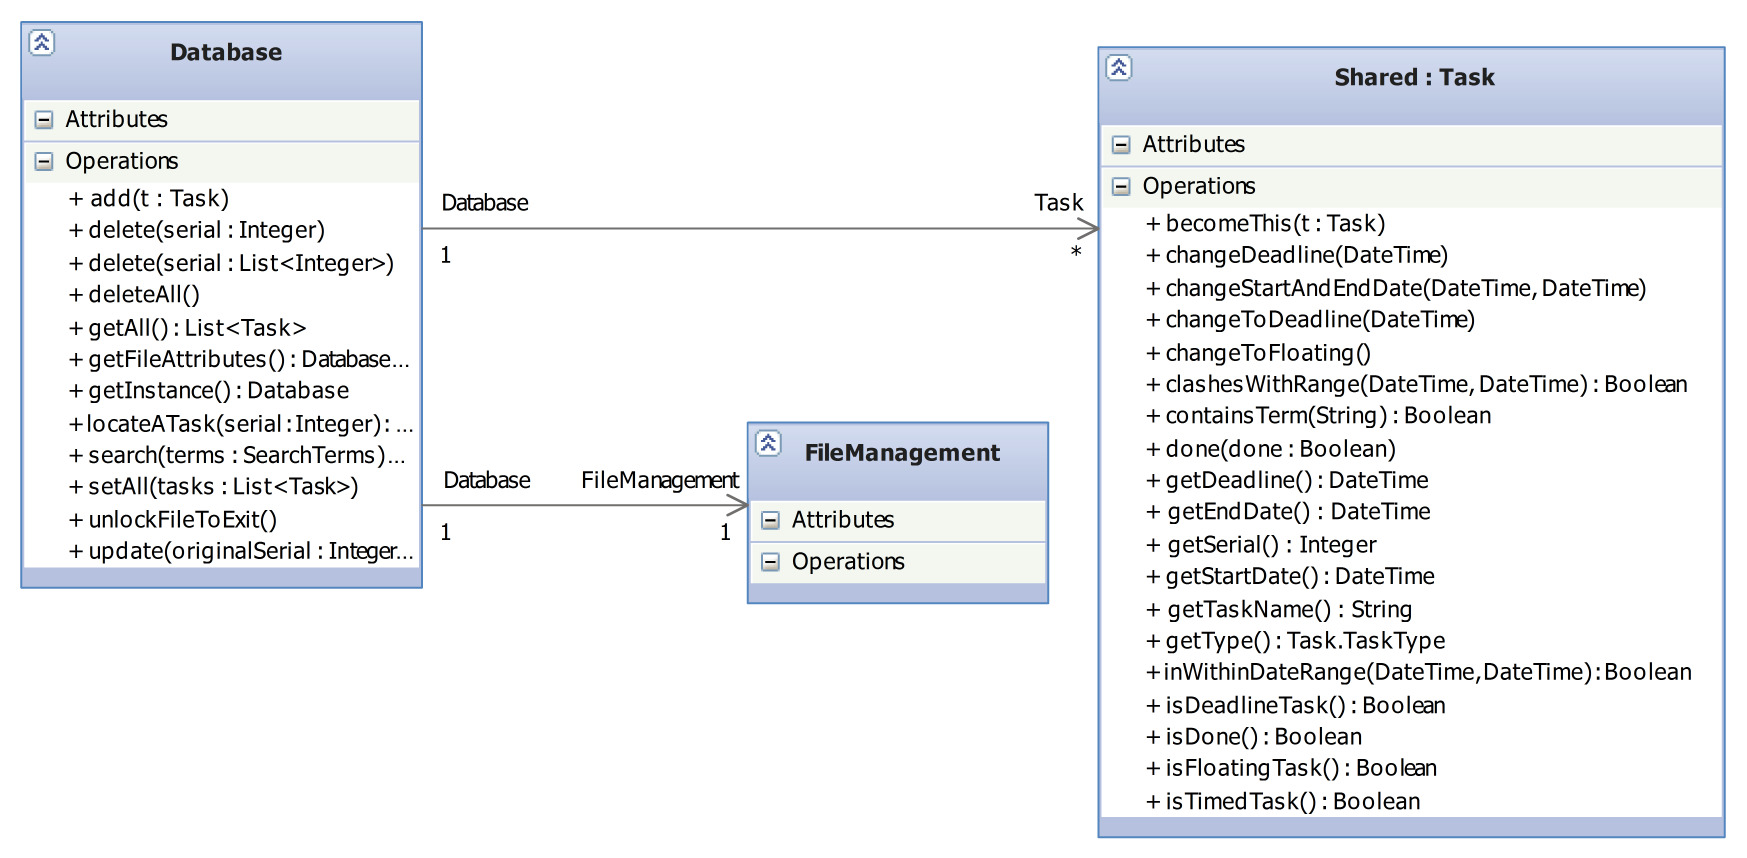 Database
Attributes
Operations
+ add(t : Task)
+ delete(serial : Integer)
+ delete(serial : List<Integer>)
+ deleteAll()
+ getAll() : List<Task>
+ getFileAttributes() : Database...
+ getInstance() : Database
+locateATask(serial:Integer): ...
+ search(terms : SearchTerms)...
+ setAll(tasks : List<Task>)
+ unlockFileToExit()
+ update(originalSerial : Integer...
Database Task
1 *
Database FileManagement
1 1
FileManagement
Attributes
Operations
Shared : Task
Attributes
Operations
+ becomeThis(t : Task)
+ changeDeadline(DateTime)
+ changeStartAndEndDate(DateTime, DateTime)
+ changeToDeadline(DateTime)
+ changeToFloating()
+ clashesWithRange(DateTime, DateTime) : Boolean
+ containsTerm(String) : Boolean
+ done(done : Boolean)
+ getDeadline() : DateTime
+ getEndDate() : DateTime
+ getSerial() : Integer
+ getStartDate() : DateTime
+ getTaskName() : String
+ getType() : Task.TaskType
+inWithinDateRange(DateTime,DateTime):Boolean
+ isDeadlineTask() : Boolean
+ isDone() : Boolean
+ isFloatingTask() : Boolean
+ isTimedTask() : Boolean